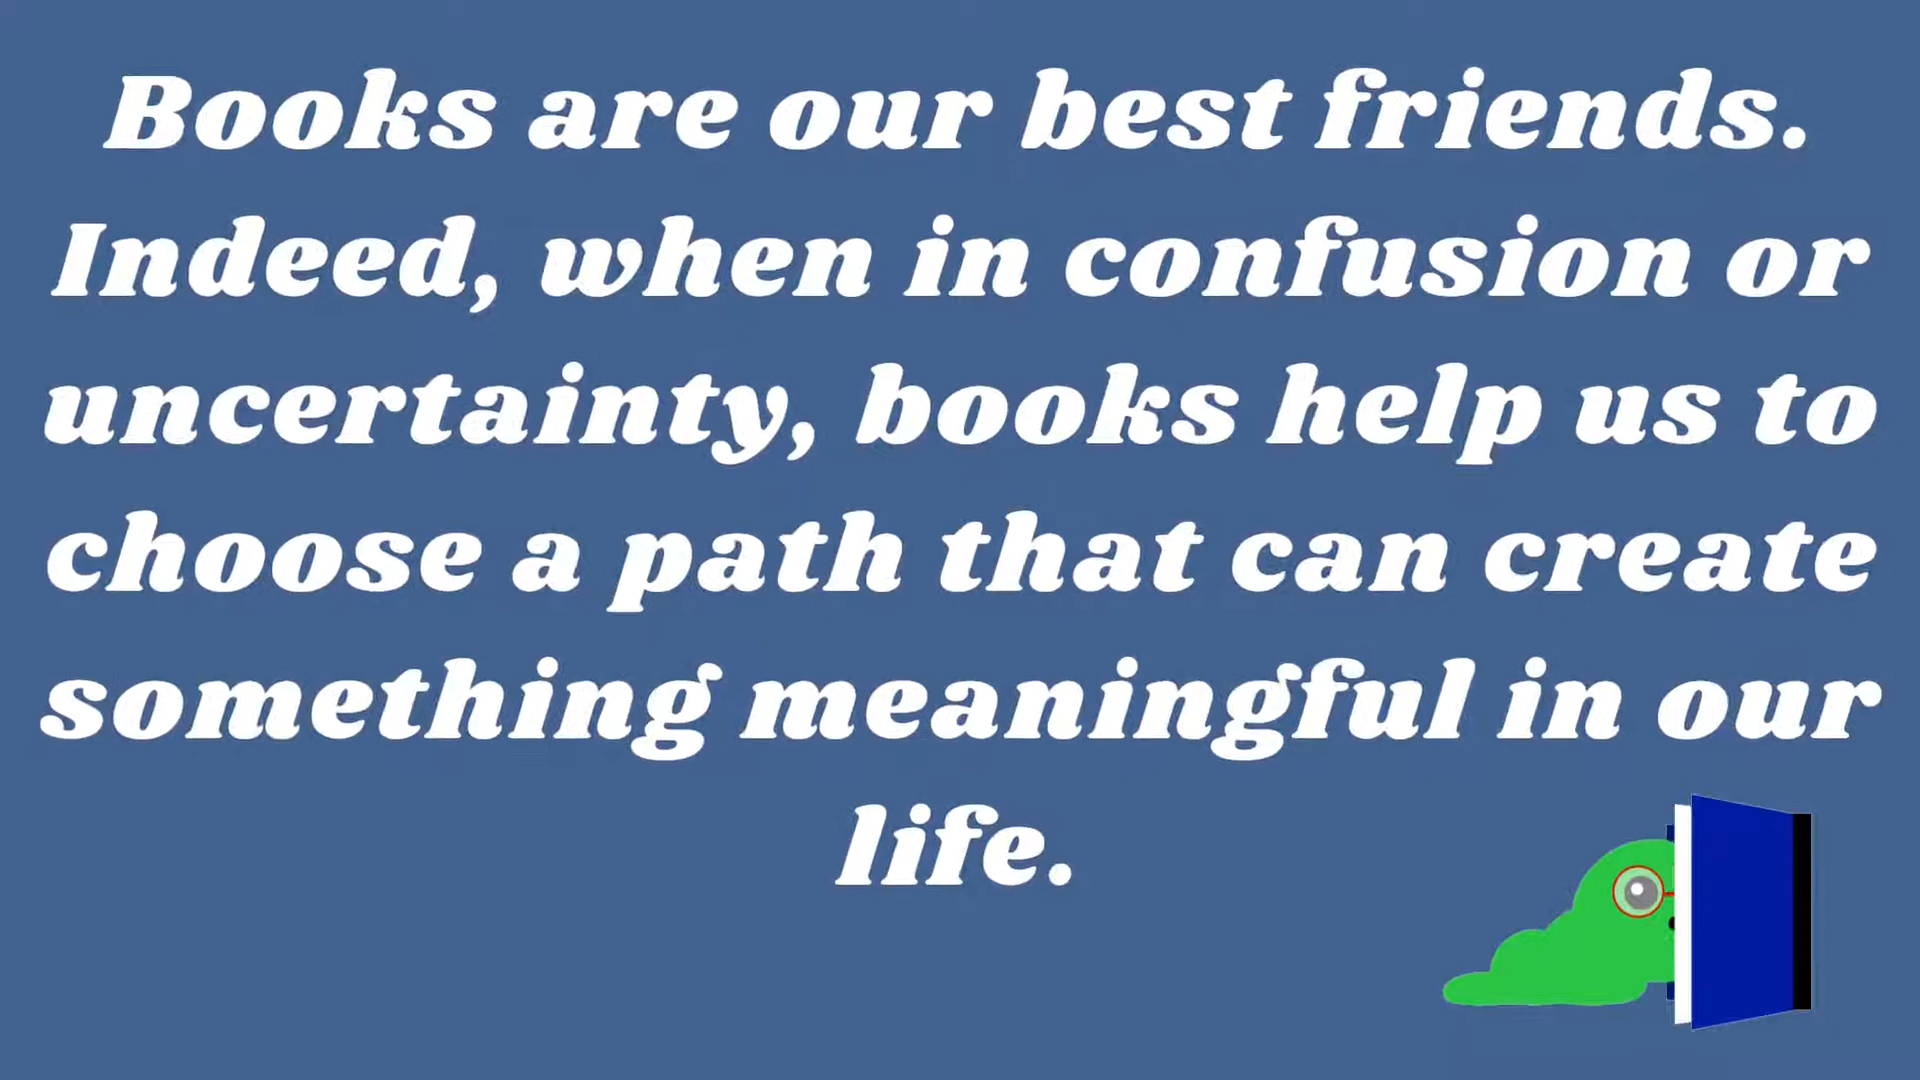 Books are our best friends.
Indeed, when in confusion or
uncertainty, books help us to
choose a path that can create
something meaningful in our
life.